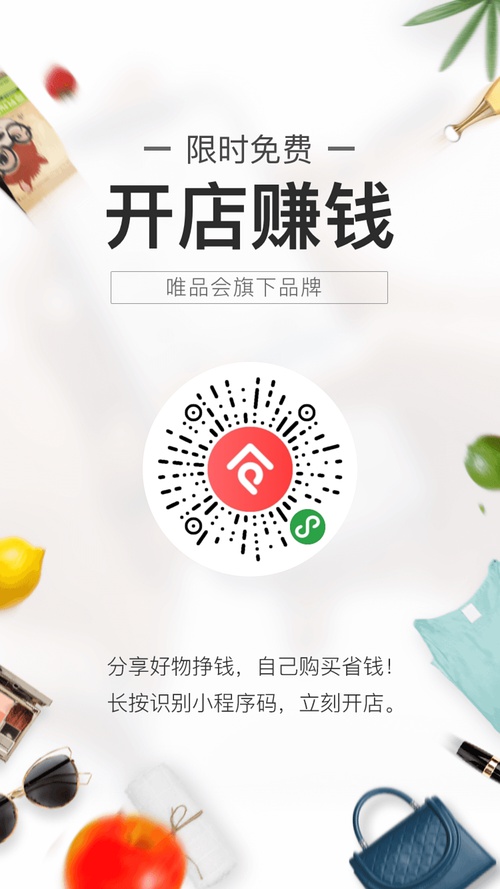 限时免费
开店赚钱
唯品会旗下品牌
分享好物挣钱，自己购买省钱！
长按识别小程序码，立刻开店。